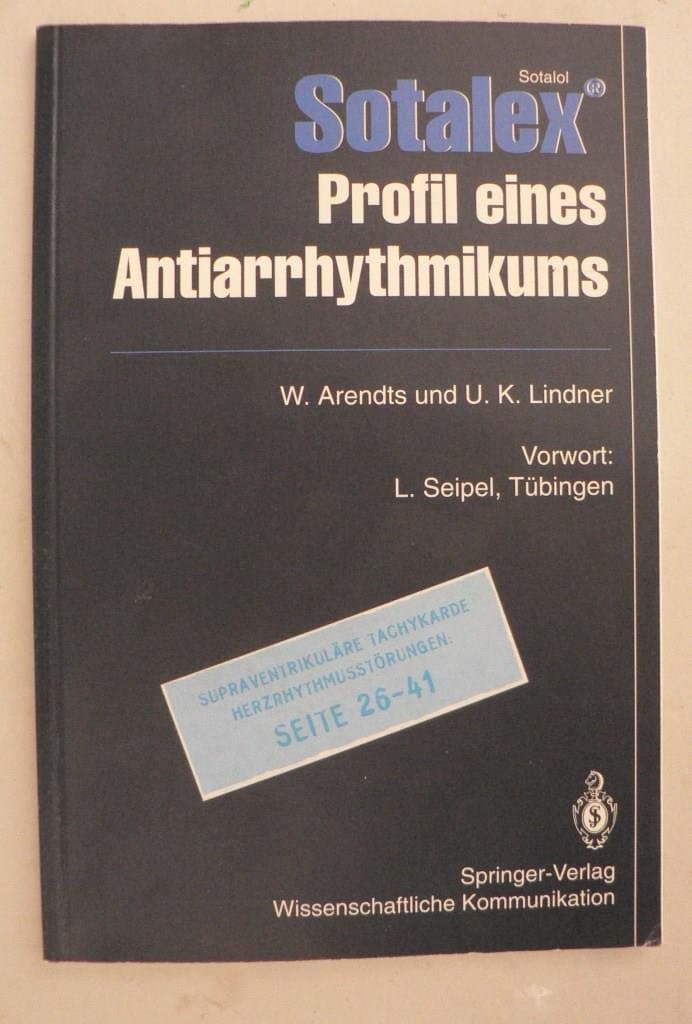 Sotalol
Sotalex®
Profil eines
Antiarrhythmikums
W. Arendts und U. K. Lindner
Vorwort:
L. Seipel, Tübingen
SUPRAVENTRIKULÄRE TACHYKARDE
HERZRHYTHMUSSTÖRUNGEN:
SEITE 26-41
Springer-Verlag
Wissenschaftliche Kommunikation